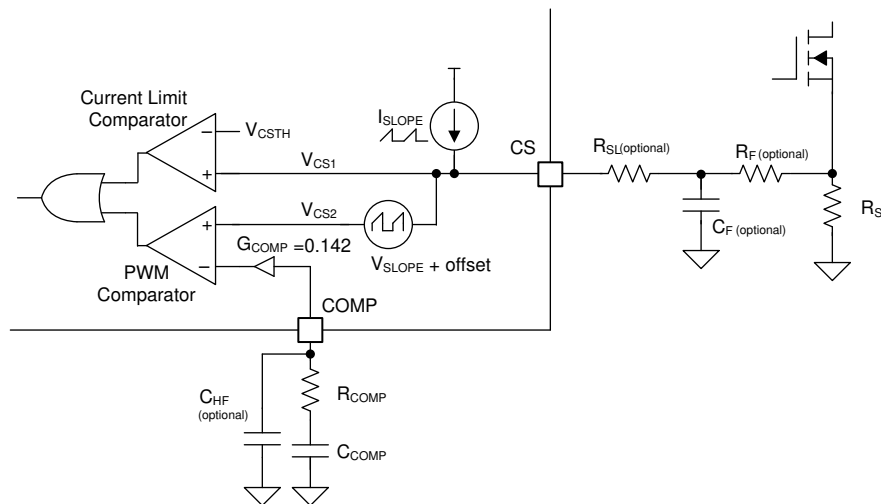 Current Limit
Comparator
V_CSTH
V_CS1
I_SLOPE
CS
R_SL(optional)
R_F (optional)
C_F (optional)
R_S
V_CS2
G_COMP =0.142
V_SLOPE + offset
PWM
Comparator
COMP
C_HF
(optional)
R_COMP
C_COMP